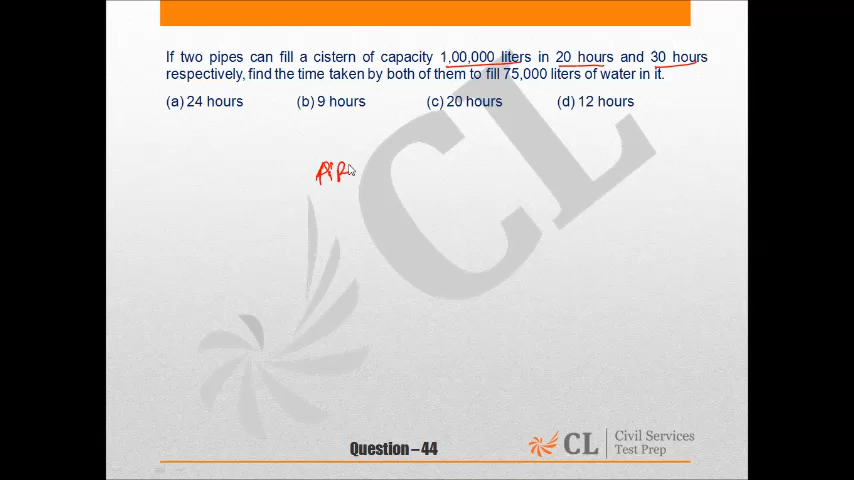 If two pipes can fill a cistern of capacity 1,00,000 liters in 20 hours and 30 hours
respectively, find the time taken by both of them to fill 75,000 liters of water in it.
(a) 24 hours (b) 9 hours (c) 20 hours (d) 12 hours
CL
Question – 44
CL Civil Services
Test Prep